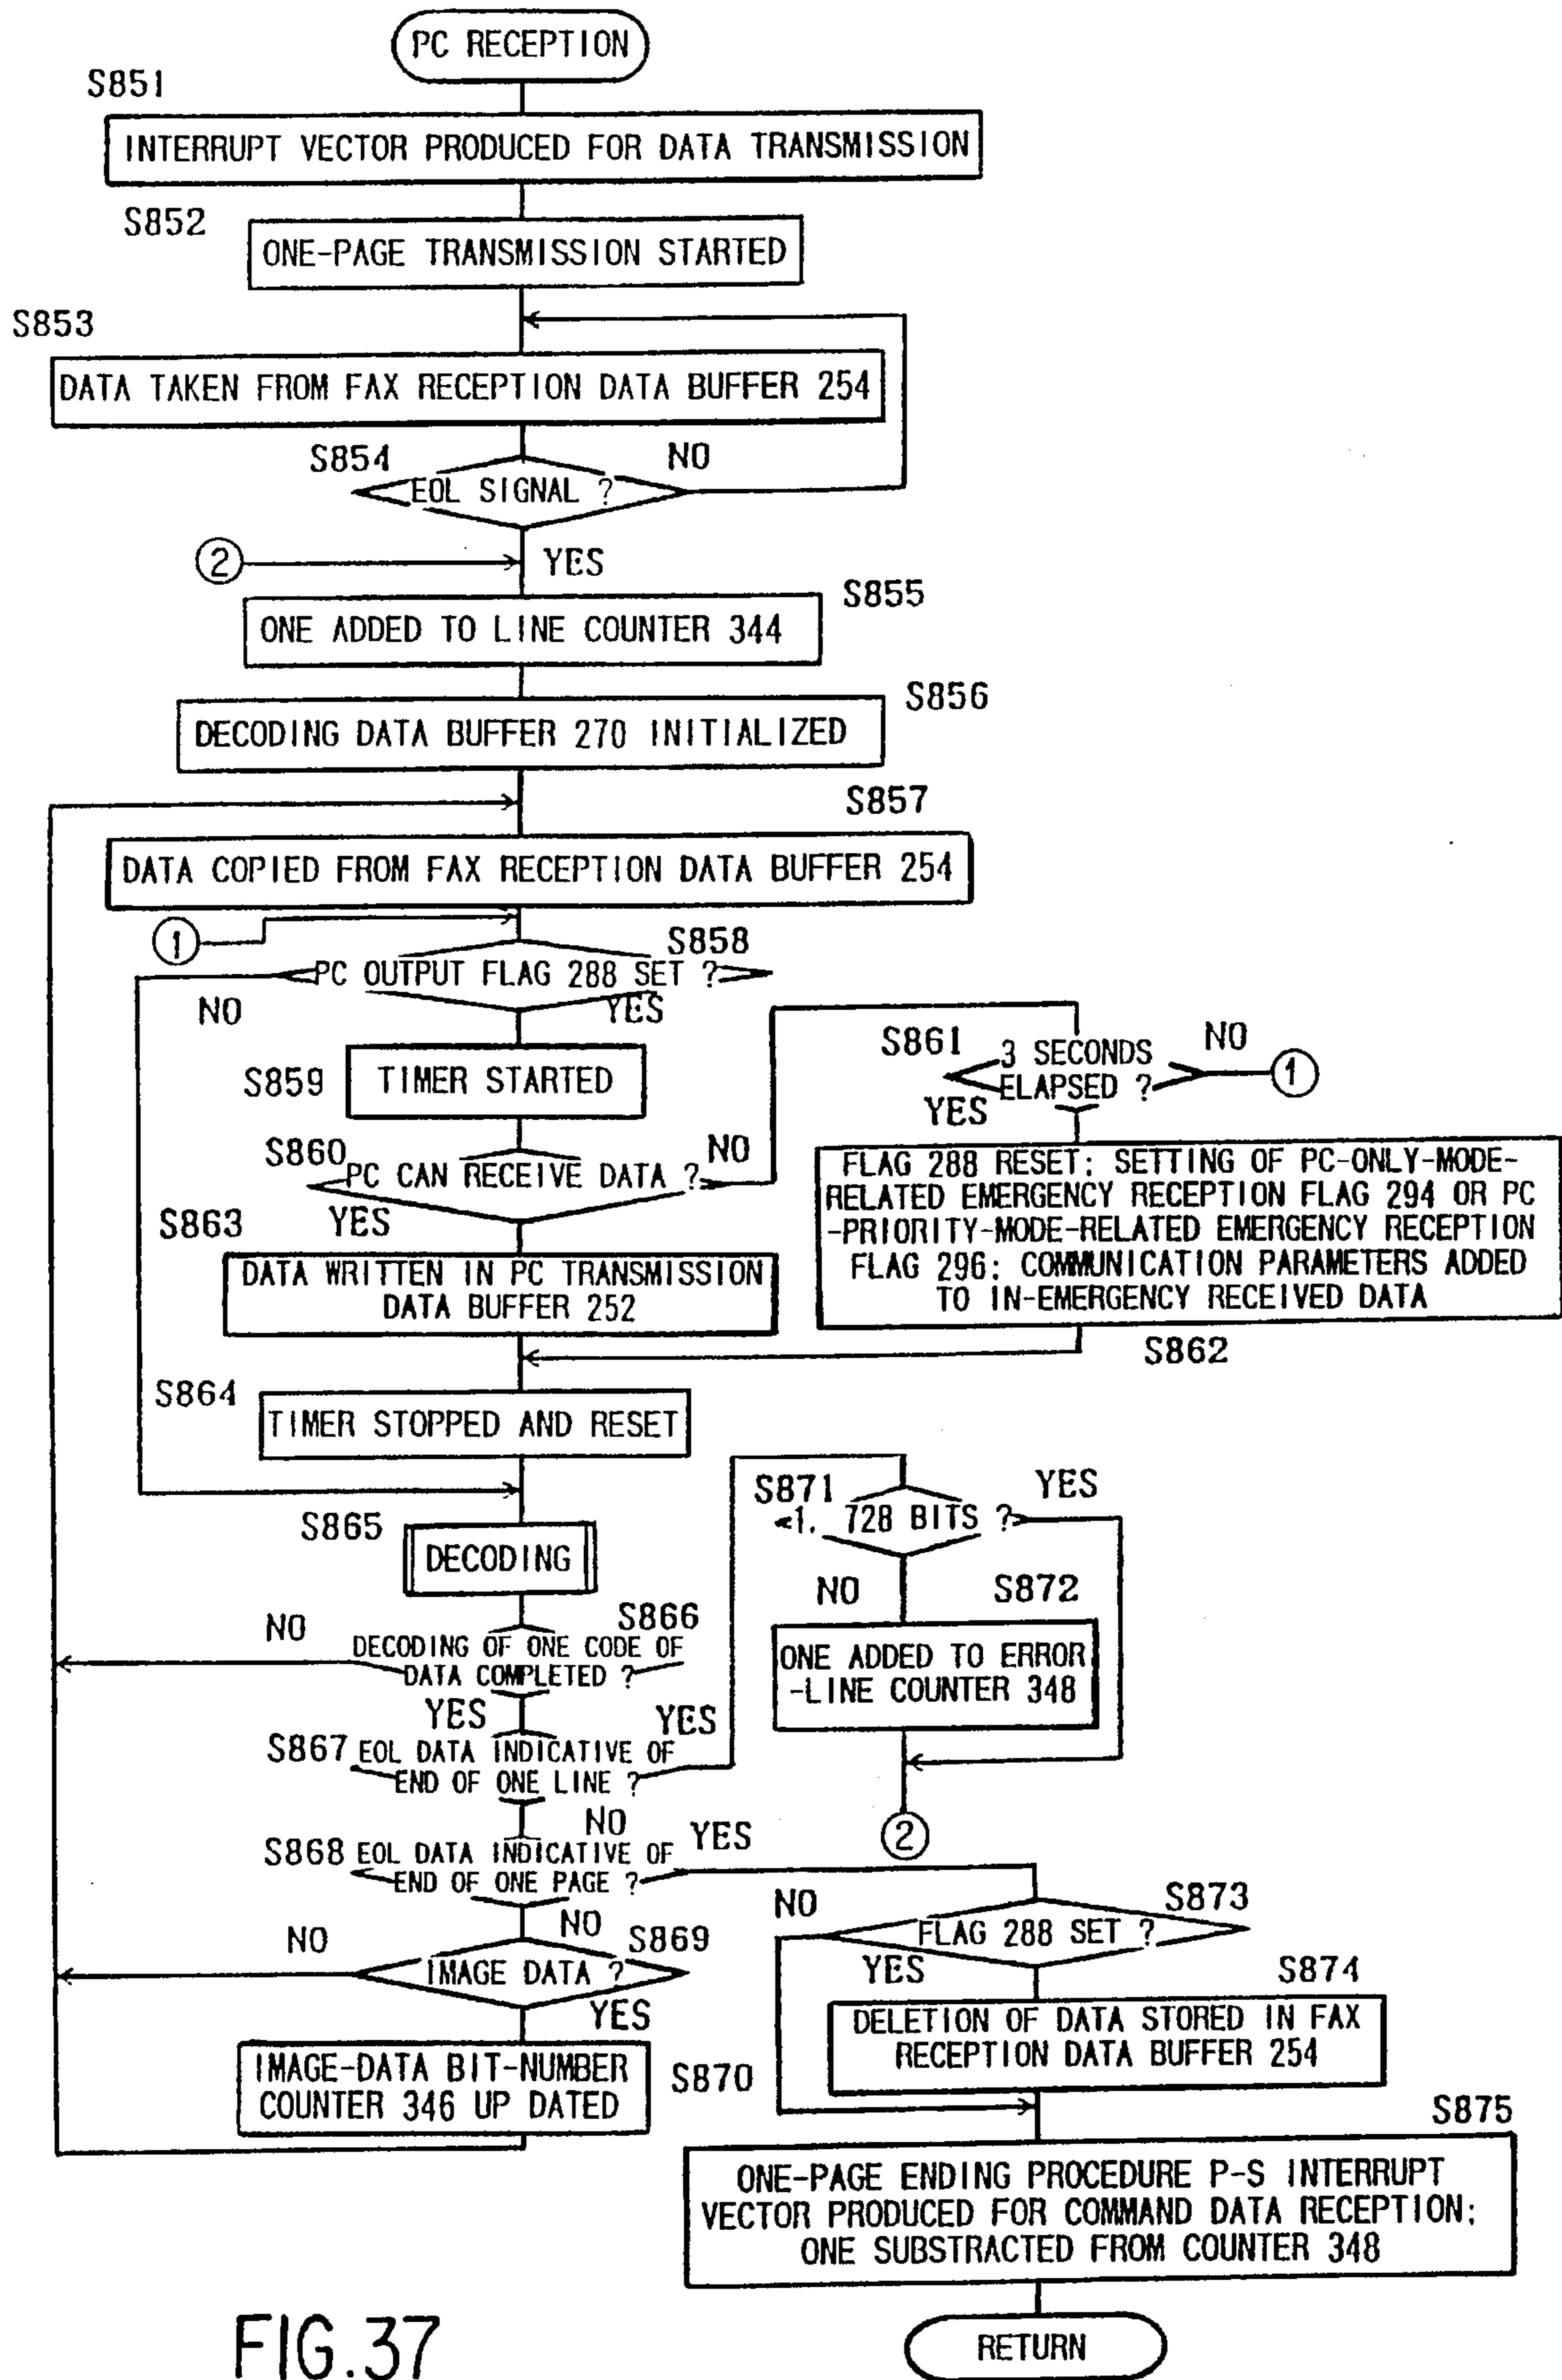 PC RECEPTION
S851
INTERRUPT VECTOR PRODUCED FOR DATA TRANSMISSION
S852
ONE-PAGE TRANSMISSION STARTED
S853
DATA TAKEN FROM FAX RECEPTION DATA BUFFER 254
S854
NO
EOL SIGNAL ?
2
YES
S855
ONE ADDED TO LINE COUNTER 344
S856
DECODING DATA BUFFER 270 INITIALIZED
S857
DATA COPIED FROM FAX RECEPTION DATA BUFFER 254
1
S858
PC OUTPUT FLAG 288 SET ?
NO
YES
S859
TIMER STARTED
S861
3 SECONDS
ELAPSED ?
NO
1
YES
S860
PC CAN RECEIVE DATA ?
NO
YES
FLAG 288 RESET: SETTING OF PC-ONLY-MODE-
RELATED EMERGENCY RECEPTION FLAG 294 OR PC
-PRIORITY-MODE-RELATED EMERGENCY RECEPTION
FLAG 296: COMMUNICATION PARAMETERS ADDED
TO IN-EMERGENCY RECEIVED DATA
S862
S863
DATA WRITTEN IN PC TRANSMISSION
DATA BUFFER 252
S864
TIMER STOPPED AND RESET
S865
DECODING
S871
1, 728 BITS ?
YES
NO
S872
ONE ADDED TO ERROR
-LINE COUNTER 348
2
S866
NO
DECODING OF ONE CODE OF
DATA COMPLETED ?
YES
YES
S867
EOL DATA INDICATIVE OF
END OF ONE LINE ?
NO
S868
EOL DATA INDICATIVE OF
END OF ONE PAGE ?
YES
NO
NO
S869
IMAGE DATA ?
YES
IMAGE-DATA BIT-NUMBER
COUNTER 346 UP DATED
S870
S873
NO
FLAG 288 SET ?
YES
S874
DELETION OF DATA STORED IN FAX
RECEPTION DATA BUFFER 254
S875
ONE-PAGE ENDING PROCEDURE P-S INTERRUPT
VECTOR PRODUCED FOR COMMAND DATA RECEPTION;
ONE SUBSTRACTED FROM COUNTER 348
RETURN
FIG.37